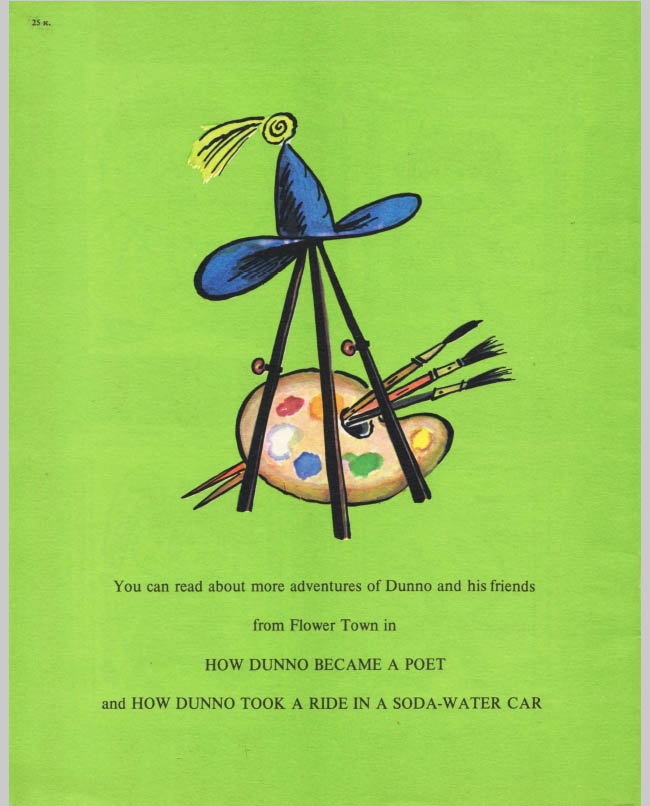 25 к.
You can read about more adventures of Dunno and his friends
from Flower Town in
HOW DUNNO BECAME A POET
and HOW DUNNO TOOK A RIDE IN A SODA-WATER CAR